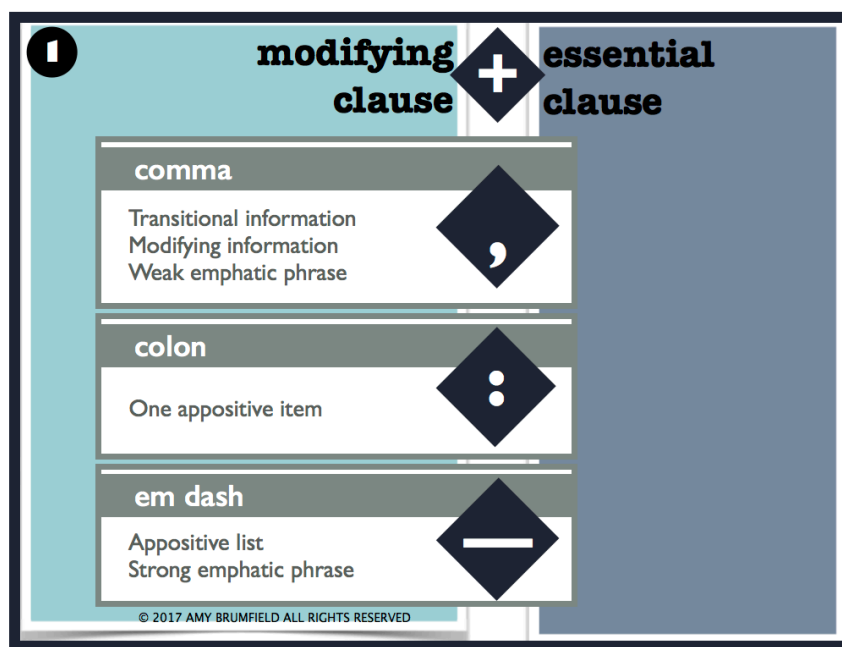 1
modifying
clause
+
essential
clause
comma
Transitional information
Modifying information
Weak emphatic phrase
,
colon
One appositive item
:
em dash
Appositive list
Strong emphatic phrase
—
© 2017 AMY BRUMFIELD ALL RIGHTS RESERVED